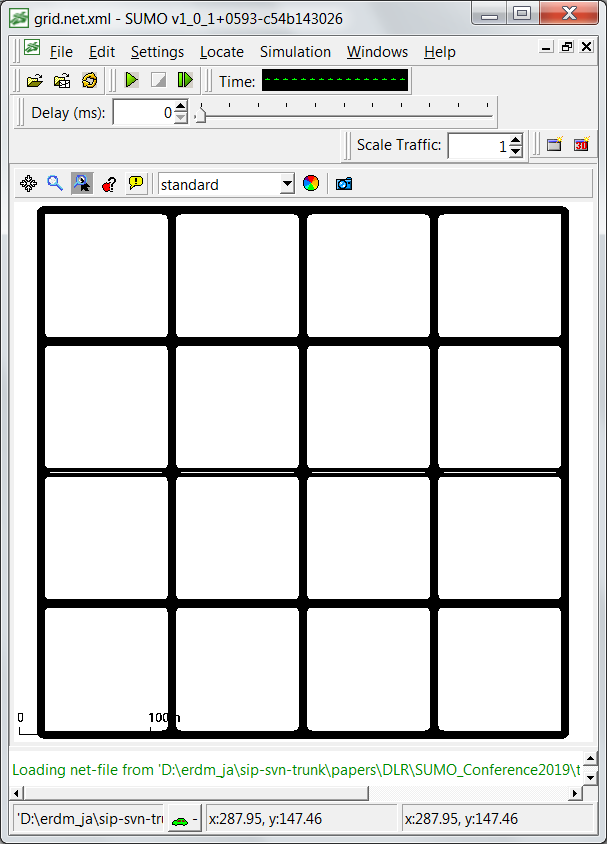 grid.net.xml - SUMO v1_0_1+0593-c54b143026
File Edit Settings Locate Simulation Windows Help
Time:
Delay (ms): 0
Scale Traffic: 1
standard
0 100m
Loading net-file from 'D:\erdm_ja\sip-svn-trunk\papers\DLR\SUMO_Conference2019\t
'D:\erdm_ja\sip-svn-tru - x:287.95, y:147.46 x:287.95, y:147.46